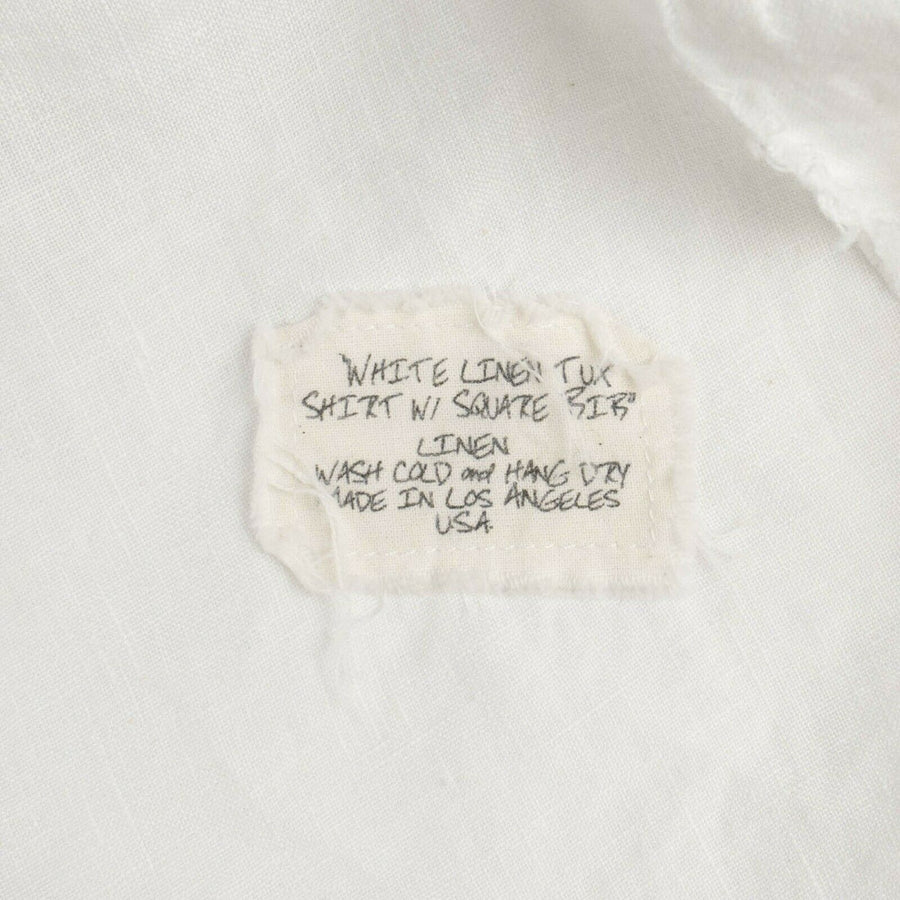 "WHITE LINEN TUX
SHIRT W/ SQUARE BIB"
LINEN
WASH COLD and HANG DRY
MADE IN LOS ANGELES
USA.